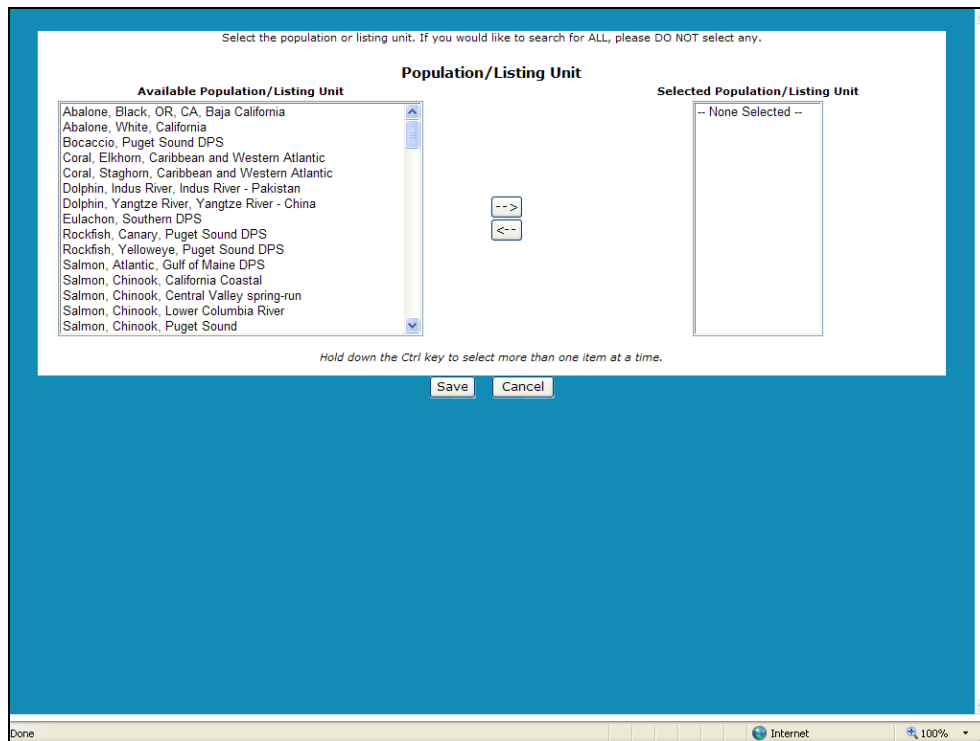 Select the population or listing unit. If you would like to search for ALL, please DO NOT select any.
Population/Listing Unit
Available Population/Listing Unit
Selected Population/Listing Unit
Abalone, Black, OR, CA, Baja California
Abalone, White, California
Bocaccio, Puget Sound DPS
Coral, Elkhorn, Caribbean and Western Atlantic
Coral, Staghorn, Caribbean and Western Atlantic
Dolphin, Indus River, Indus River - Pakistan
Dolphin, Yangtze River, Yangtze River - China
Eulachon, Southern DPS
Rockfish, Canary, Puget Sound DPS
Rockfish, Yelloweye, Puget Sound DPS
Salmon, Atlantic, Gulf of Maine DPS
Salmon, Chinook, California Coastal
Salmon, Chinook, Central Valley spring-run
Salmon, Chinook, Lower Columbia River
Salmon, Chinook, Puget Sound
-->
<--
-- None Selected --
Hold down the Ctrl key to select more than one item at a time.
Save Cancel
Done Internet 100%